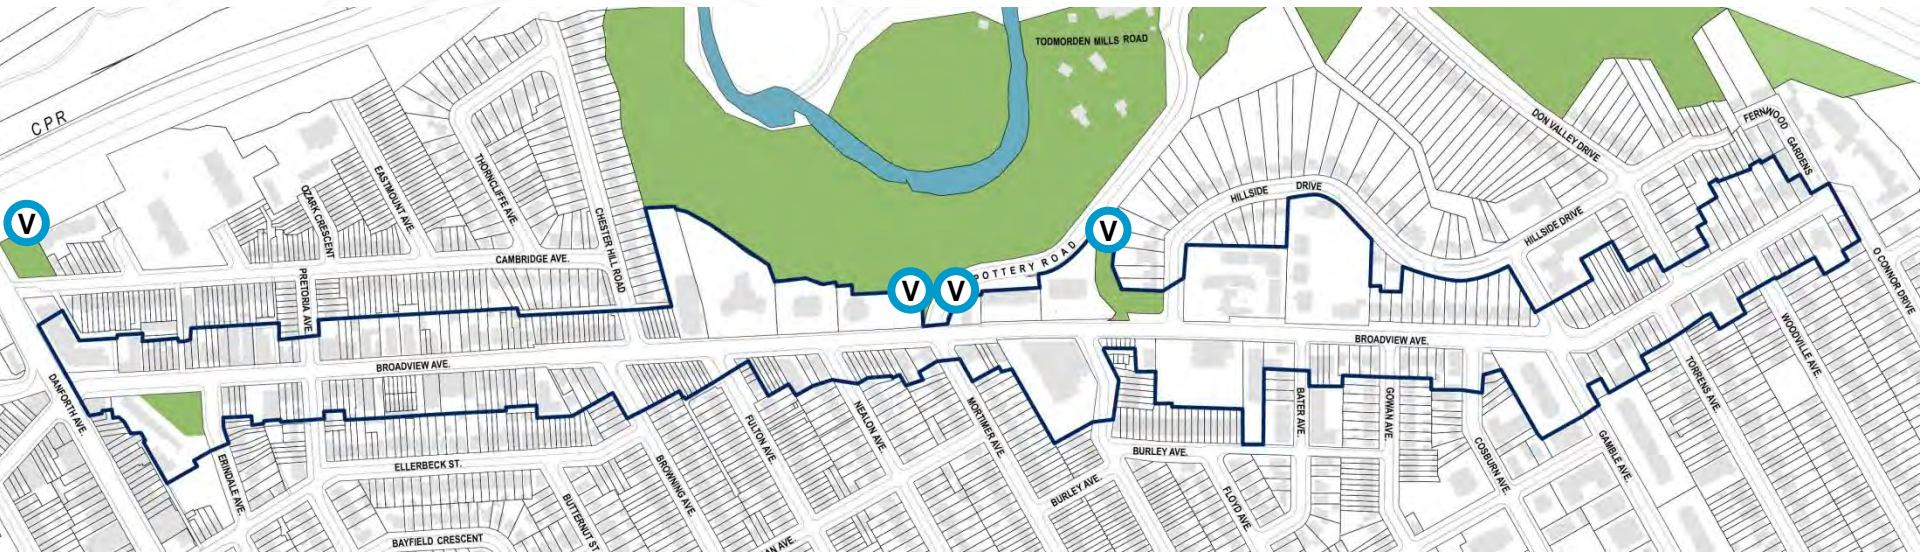 TODMORDEN MILLS ROAD
CPR
DON VALLEY DRIVE
FERNWOOD
GARDENS
THORNCLIFFE AVE.
EASTMOUNT AVE.
OZARK CRESCENT
HILLSIDE DRIVE
V
V
CHESTER HILL ROAD
HILLSIDE DRIVE
CAMBRIDGE AVE.
POTTERY ROAD
O CONNOR DRIVE
PRETORIA AVE.
V
V
BROADVIEW AVE.
BROADVIEW AVE.
WOODVILLE AVE.
DANFORTH AVE.
TORRENS AVE.
FULTON AVE.
NEALON AVE.
MORTIMER AVE.
BATER AVE.
GOWAN AVE.
ERINDALE AVE.
ELLERBECK ST.
BROWNING AVE.
BURLEY AVE.
COSBURN AVE.
GAMBLE AVE.
BURLEY AVE.
FLOYD AVE.
BUTTERNUT ST.
BAYFIELD CRESCENT
AN AVE.